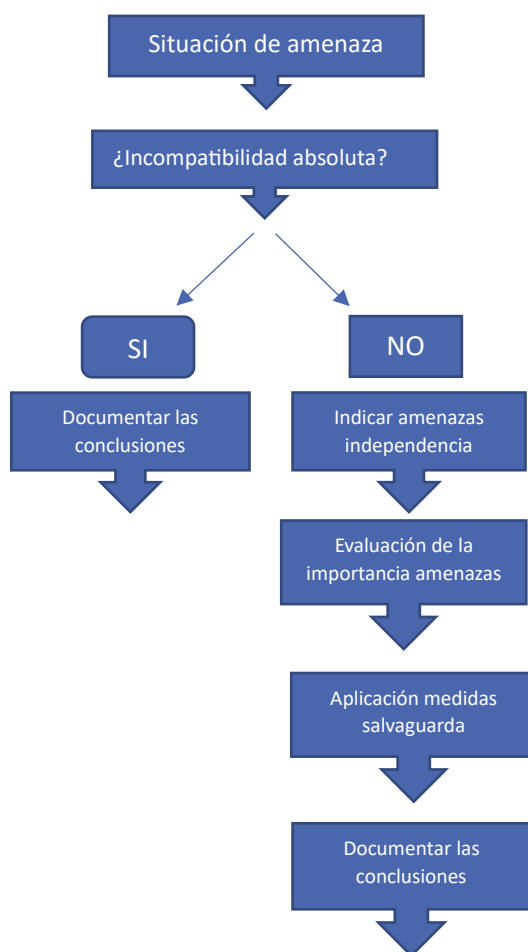 Situación de amenaza
¿Incompatibilidad absoluta?
SI
NO
Documentar las
conclusiones
Indicar amenazas
independencia
Evaluación de la
importancia amenazas
Aplicación medidas
salvaguarda
Documentar las
conclusiones